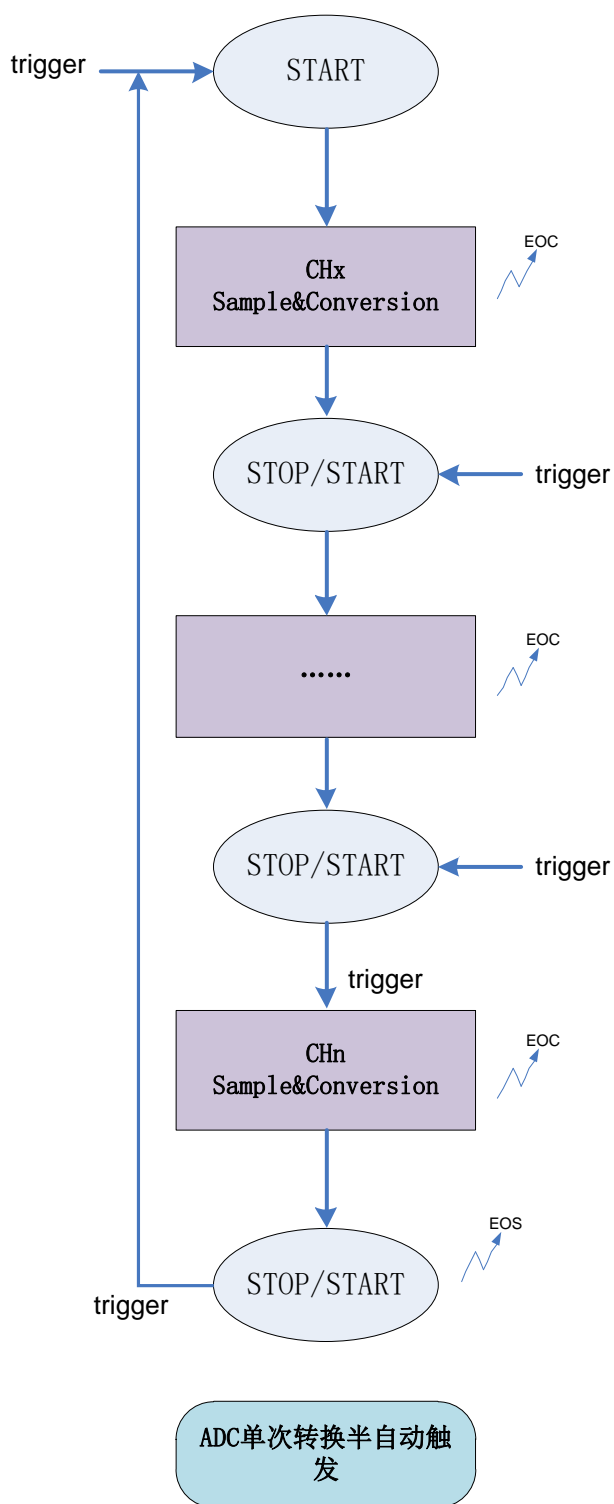 trigger
START
CHx
Sample&Conversion
EOC
STOP/START
trigger
……
EOC
STOP/START
trigger
trigger
CHn
Sample&Conversion
EOC
STOP/START
EOS
trigger
ADC单次转换半自动触
发